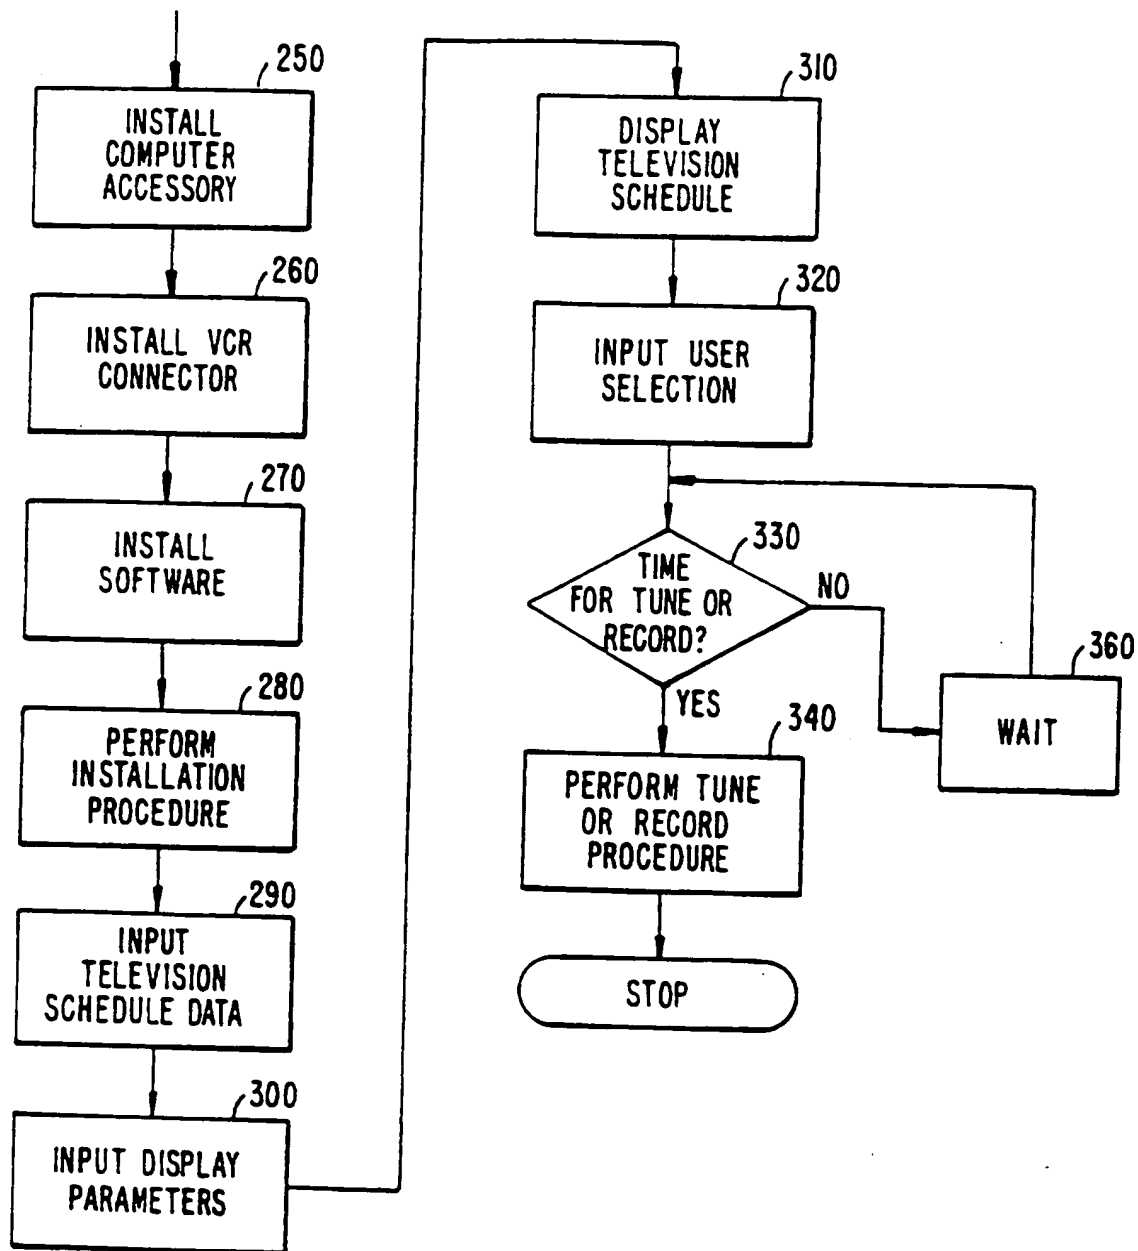 250
INSTALL
COMPUTER
ACCESSORY
260
INSTALL VCR
CONNECTOR
270
INSTALL
SOFTWARE
280
PERFORM
INSTALLATION
PROCEDURE
290
INPUT
TELEVISION
SCHEDULE DATA
300
INPUT DISPLAY
PARAMETERS
310
DISPLAY
TELEVISION
SCHEDULE
320
INPUT USER
SELECTION
330
TIME
FOR TUNE OR
RECORD?
NO
YES
360
WAIT
340
PERFORM TUNE
OR RECORD
PROCEDURE
STOP